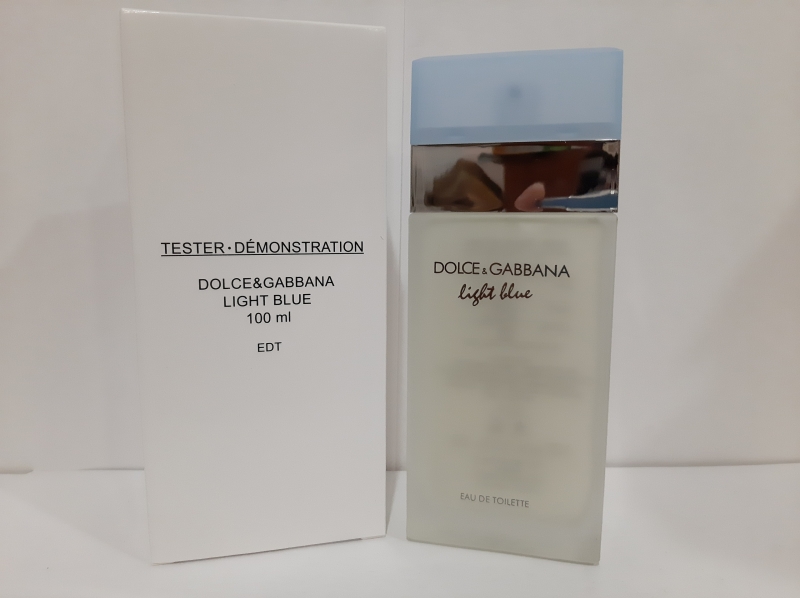 TESTER·DÉMONSTRATION
DOLCE&GABBANA
LIGHT BLUE
100 ml
EDT
DOLCE&GABBANA
light blue
EAU DE TOILETTE